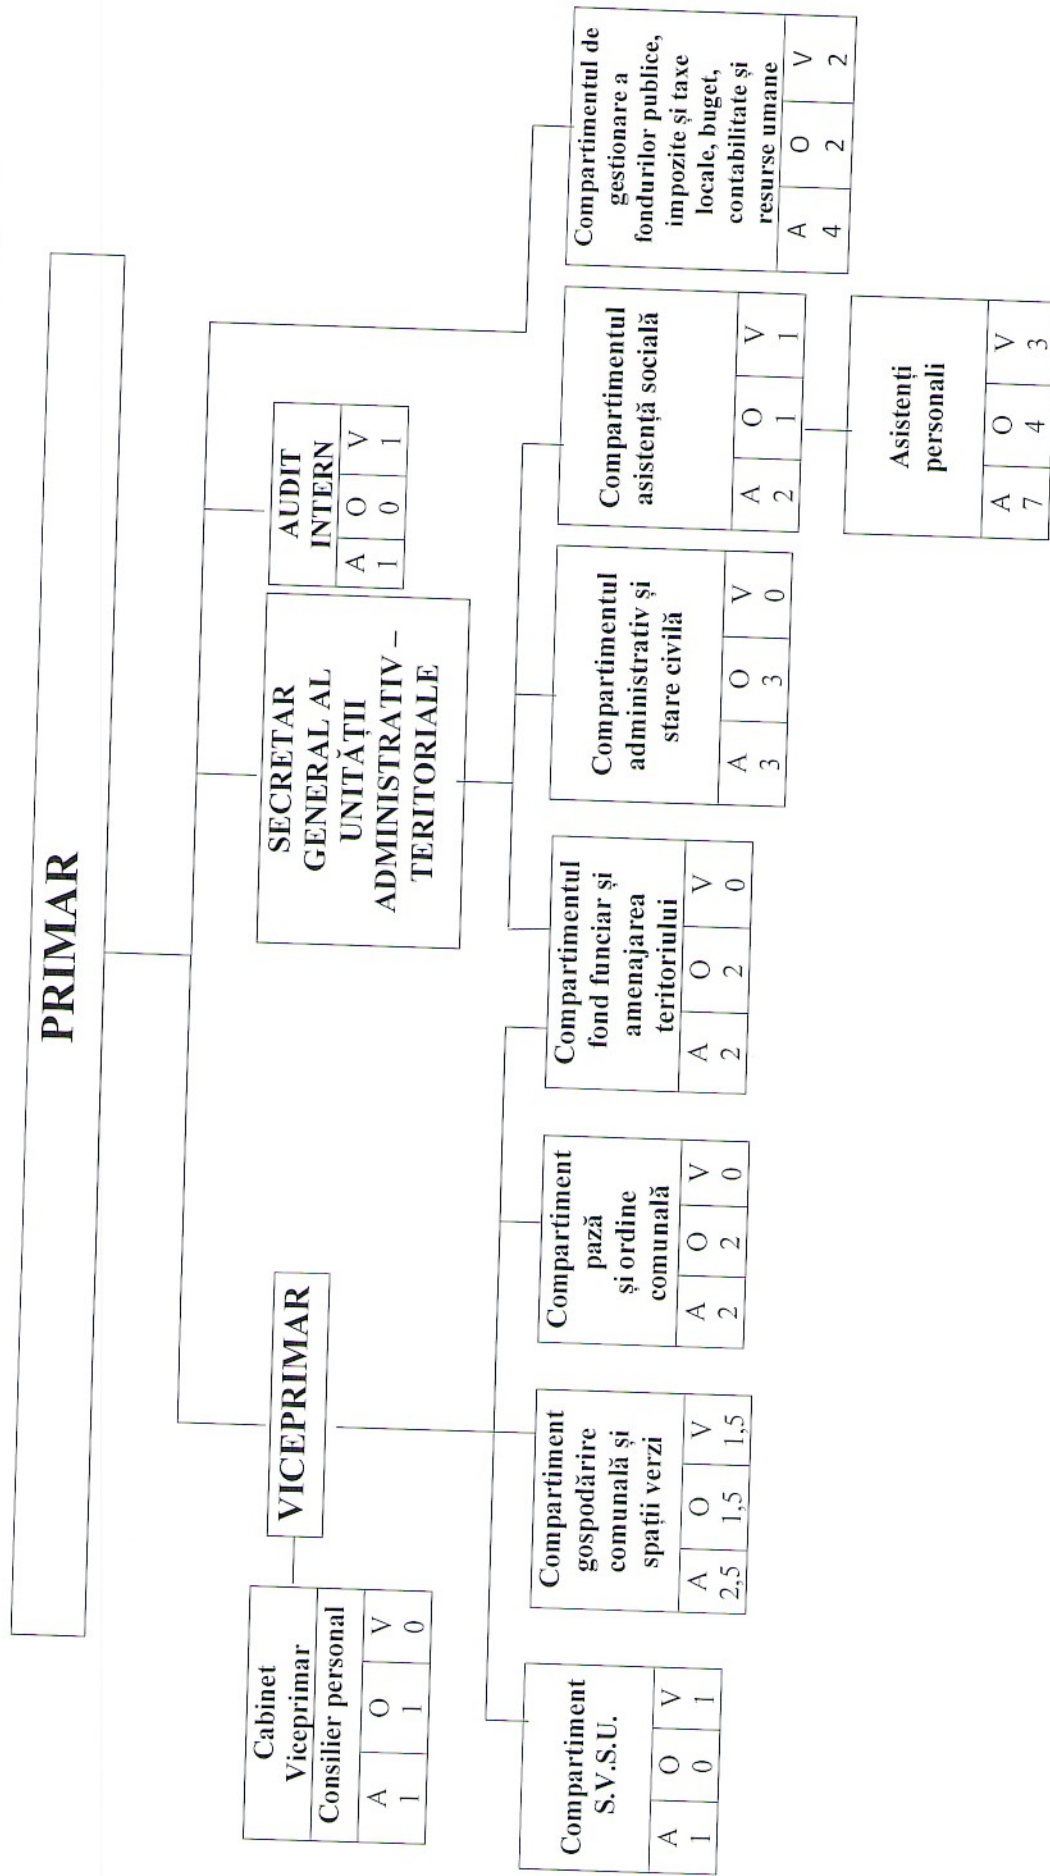 PRIMAR
Cabinet
Viceprimar
Consilier personal
A O V
1 1 0
VICEPRIMAR
SECRETAR
GENERAL AL
UNITĂȚII
ADMINISTRATIV –
TERITORIALE
AUDIT
INTERN
A O V
1 0 1
Compartiment
S.V.S.U.
A O V
1 0 1
Compartiment
gospodărire
comunală și
spații verzi
A O V
2,5 1,5 1,5
Compartiment
pază
și ordine
comunală
A O V
2 2 0
Compartimentul
fond funciar și
amenajarea
teritoriului
A O V
2 2 0
Compartimentul
administrativ și
stare civilă
A O V
3 3 0
Compartimentul
asistență socială
A O V
2 1 1
Compartimentul de
gestionare a
fondurilor publice,
impozite și taxe
locale, buget,
contabilitate și
resurse umane
A O V
4 2 2
Asistenți
personali
A O V
7 4 3